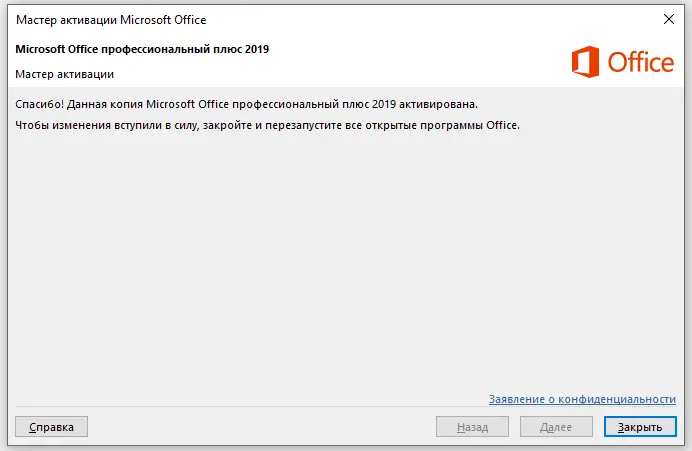 Мастер активации Microsoft Office
Microsoft Office профессиональный плюс 2019
Мастер активации
Office
Спасибо! Данная копия Microsoft Office профессиональный плюс 2019 активирована.
Чтобы изменения вступили в силу, закройте и перезапустите все открытые программы Office.
Заявление о конфиденциальности
Справка
Назад
Далее
Закрыть